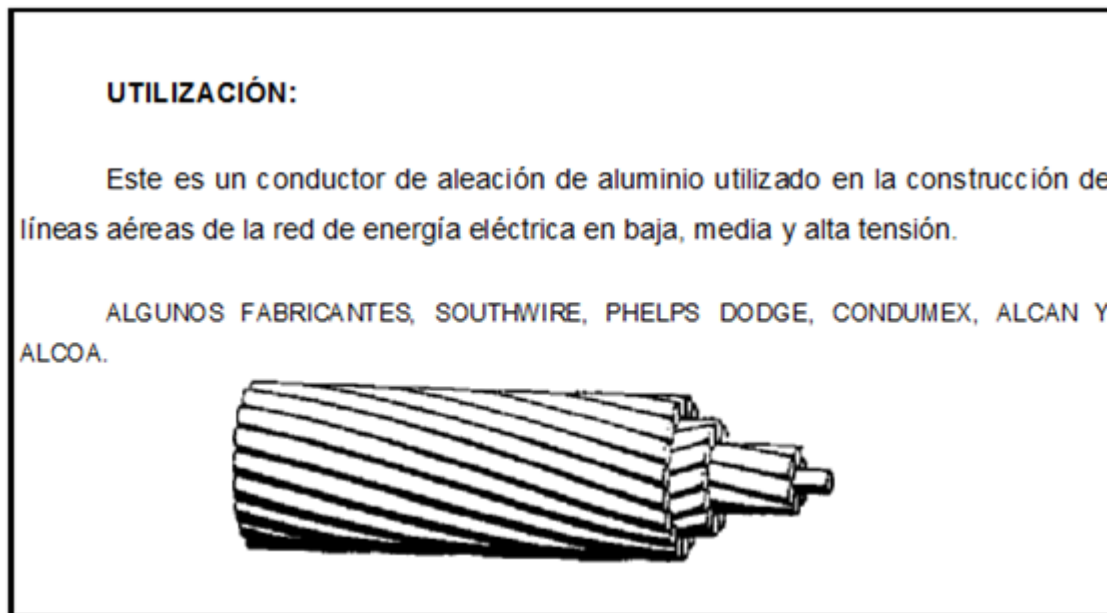 UTILIZACIÓN:
Este es un conductor de aleación de aluminio utilizado en la construcción de
líneas aéreas de la red de energía eléctrica en baja, media y alta tensión.
ALGUNOS FABRICANTES, SOUTHWIRE, PHELPS DODGE, CONDUMEX, ALCAN Y
ALCOA.